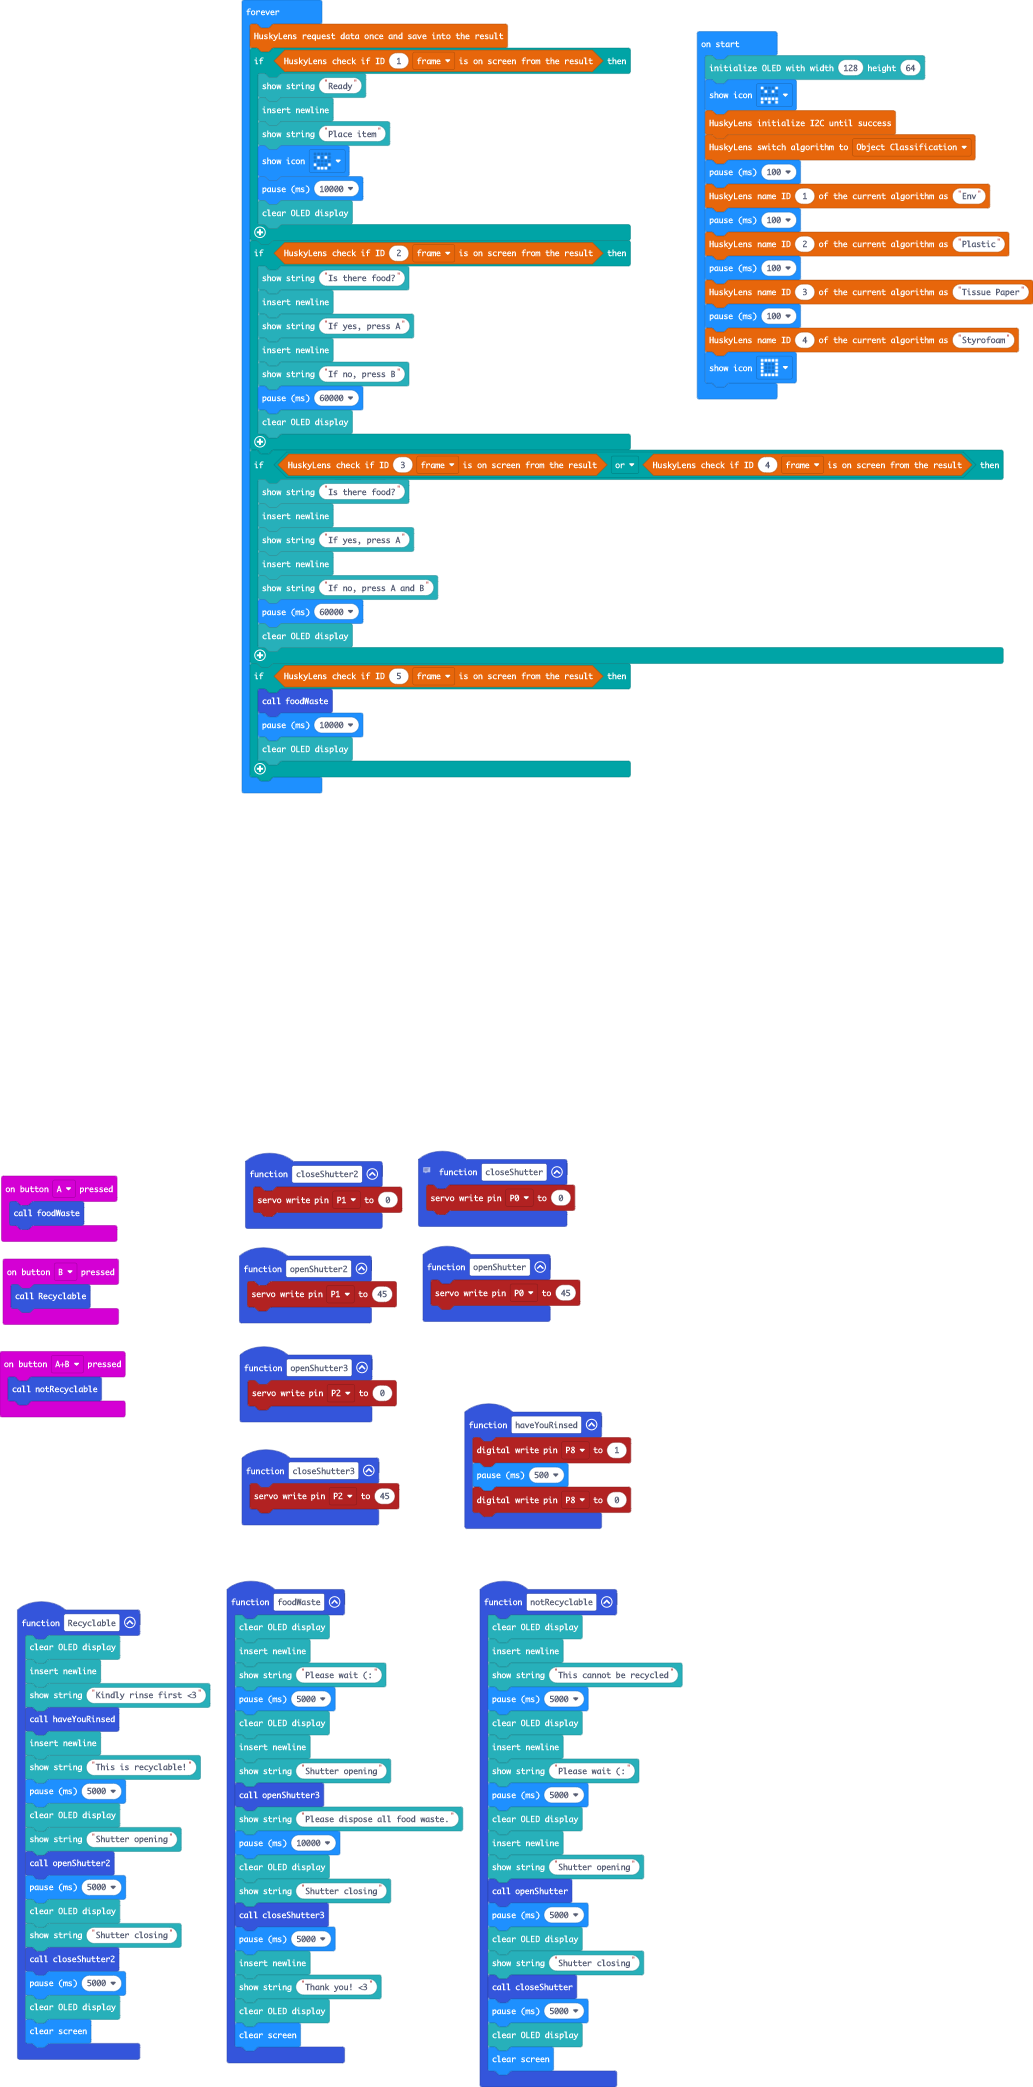 forever
HuskyLens request data once and save into the result
if HuskyLens check if ID 1 frame is on screen from the result then
show string "Ready"
insert newline
show string "Place item"
show icon
pause (ms) 10000
clear OLED display
if HuskyLens check if ID 2 frame is on screen from the result then
show string "Is there food?"
insert newline
show string "If yes, press A"
insert newline
show string "If no, press B"
pause (ms) 60000
clear OLED display
if HuskyLens check if ID 3 frame is on screen from the result or HuskyLens check if ID 4 frame is on screen from the result then
show string "Is there food?"
insert newline
show string "If yes, press A"
insert newline
show string "If no, press A and B"
pause (ms) 60000
clear OLED display
if HuskyLens check if ID 5 frame is on screen from the result then
call foodWaste
pause (ms) 10000
clear OLED display
on start
initialize OLED with width 128 height 64
show icon
HuskyLens initialize I2C until success
HuskyLens switch algorithm to Object Classification
pause (ms) 100
HuskyLens name ID 1 of the current algorithm as "Env"
pause (ms) 100
HuskyLens name ID 2 of the current algorithm as "Plastic"
pause (ms) 100
HuskyLens name ID 3 of the current algorithm as "Tissue Paper"
pause (ms) 100
HuskyLens name ID 4 of the current algorithm as "Styrofoam"
show icon
on button A pressed
call foodWaste
on button B pressed
call Recyclable
on button A+B pressed
call notRecyclable
function closeShutter2
servo write pin P1 to 0
function closeShutter
servo write pin P0 to 0
function openShutter2
servo write pin P1 to 45
function openShutter
servo write pin P0 to 45
function openShutter3
servo write pin P2 to 0
function closeShutter3
servo write pin P2 to 45
function haveYouRinsed
digital write pin P8 to 1
pause (ms) 500
digital write pin P8 to 0
function Recyclable
clear OLED display
insert newline
show string "Kindly rinse first <3"
call haveYouRinsed
insert newline
show string "This is recyclable!"
pause (ms) 5000
clear OLED display
show string "Shutter opening"
call openShutter2
pause (ms) 5000
clear OLED display
show string "Shutter closing"
call closeShutter2
pause (ms) 5000
clear OLED display
clear screen
function foodWaste
clear OLED display
insert newline
show string "Please wait (:"
pause (ms) 5000
clear OLED display
insert newline
show string "Shutter opening"
call openShutter3
show string "Please dispose all food waste."
pause (ms) 10000
clear OLED display
show string "Shutter closing"
call closeShutter3
pause (ms) 5000
insert newline
show string "Thank you! <3"
clear OLED display
clear screen
function notRecyclable
clear OLED display
insert newline
show string "This cannot be recycled"
pause (ms) 5000
clear OLED display
insert newline
show string "Please wait (:"
pause (ms) 5000
clear OLED display
insert newline
show string "Shutter opening"
call openShutter
pause (ms) 5000
clear OLED display
show string "Shutter closing"
call closeShutter
pause (ms) 5000
clear OLED display
clear screen